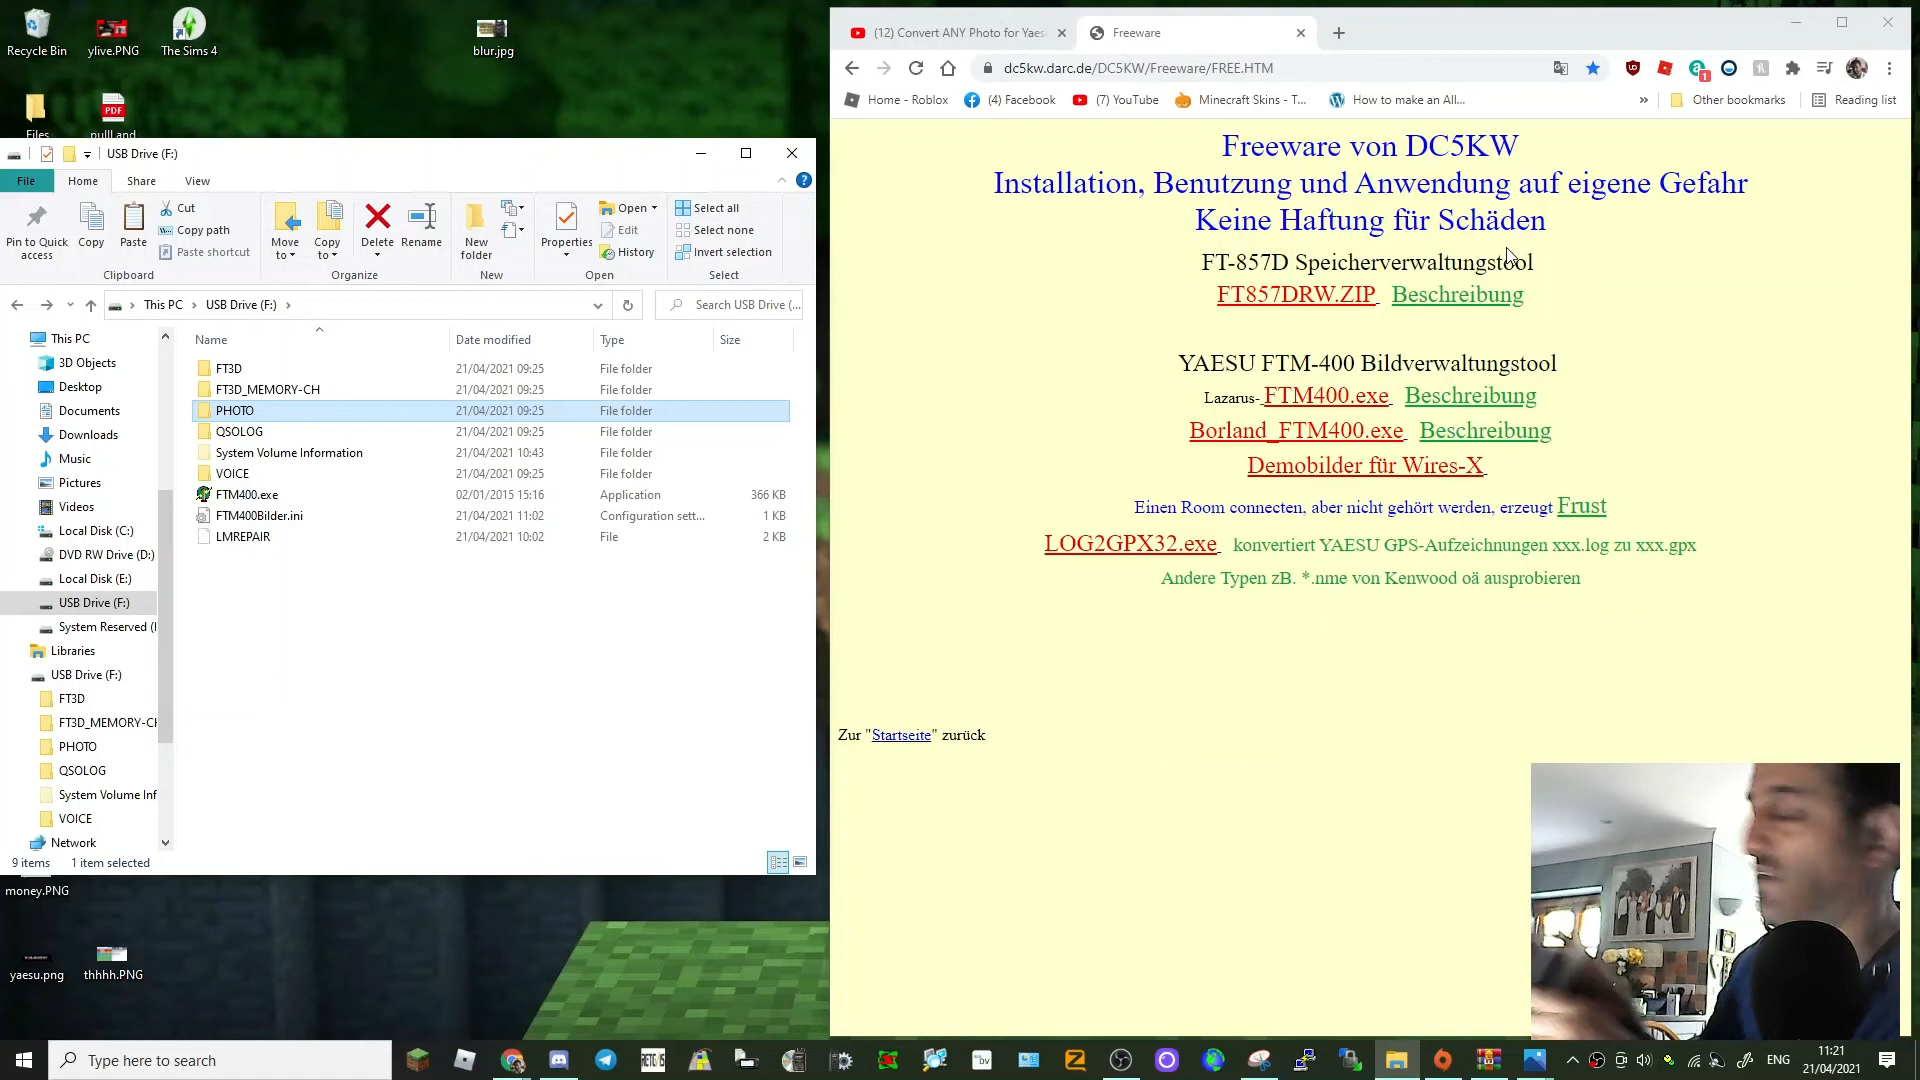 Recycle Bin
ylive.PNG
The Sims 4
blur.jpg
Files
PDF
pulll and
USB Drive (F:)
File
Home
Share
View
Pin to Quick access
Copy
Paste
Cut
Copy path
Paste shortcut
Move to
Copy to
Delete
Rename
New folder
Properties
Open
Edit
History
Select all
Select none
Invert selection
Clipboard
Organize
New
Open
Select
This PC
USB Drive (F:)
Search USB Drive (...
This PC
3D Objects
Desktop
Documents
Downloads
Music
Pictures
Videos
Local Disk (C:)
DVD RW Drive (D:)
Local Disk (E:)
USB Drive (F:)
System Reserved (
Libraries
USB Drive (F:)
FT3D
FT3D_MEMORY-CH
PHOTO
QSOLOG
System Volume Inf
VOICE
Network
Name Date modified Type Size
FT3D 21/04/2021 09:25 File folder
FT3D_MEMORY-CH 21/04/2021 09:25 File folder
PHOTO 21/04/2021 09:25 File folder
QSOLOG 21/04/2021 09:25 File folder
System Volume Information 21/04/2021 10:43 File folder
VOICE 21/04/2021 09:25 File folder
FTM400.exe 02/01/2015 15:16 Application 366 KB
FTM400Bilder.ini 21/04/2021 11:02 Configuration sett... 1 KB
LMREPAIR 21/04/2021 10:02 File 2 KB
9 items 1 item selected
money.PNG
yaesu.png
thhhh.PNG
(12) Convert ANY Photo for Yaes
Freeware
dc5kw.darc.de/DC5KW/Freeware/FREE.HTM
1
Home - Roblox
(4) Facebook
(7) YouTube
Minecraft Skins - T...
How to make an All...
»
Other bookmarks
Reading list
Freeware von DC5KW
Installation, Benutzung und Anwendung auf eigene Gefahr
Keine Haftung für Schäden
FT-857D Speicherverwaltungstool
FT857DRW.ZIP Beschreibung
YAESU FTM-400 Bildverwaltungstool
Lazarus- FTM400.exe Beschreibung
Borland_FTM400.exe Beschreibung
Demobilder für Wires-X
Einen Room connecten, aber nicht gehört werden, erzeugt Frust
LOG2GPX32.exe konvertiert YAESU GPS-Aufzeichnungen xxx.log zu xxx.gpx
Andere Typen zB. *.nme von Kenwood oä ausprobieren
Zur "Startseite" zurück
Type here to search
ENG
11:21
21/04/2021